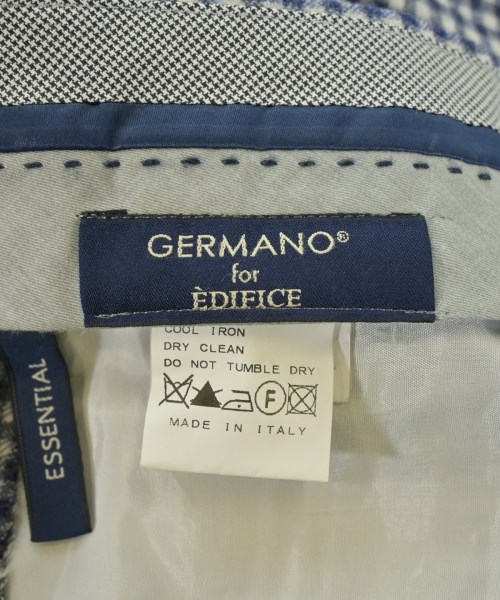 GERMANO®
for
ÈDIFICE
COOL IRON
DRY CLEAN
DO NOT TUMBLE DRY
F
MADE IN ITALY
ESSENTIAL